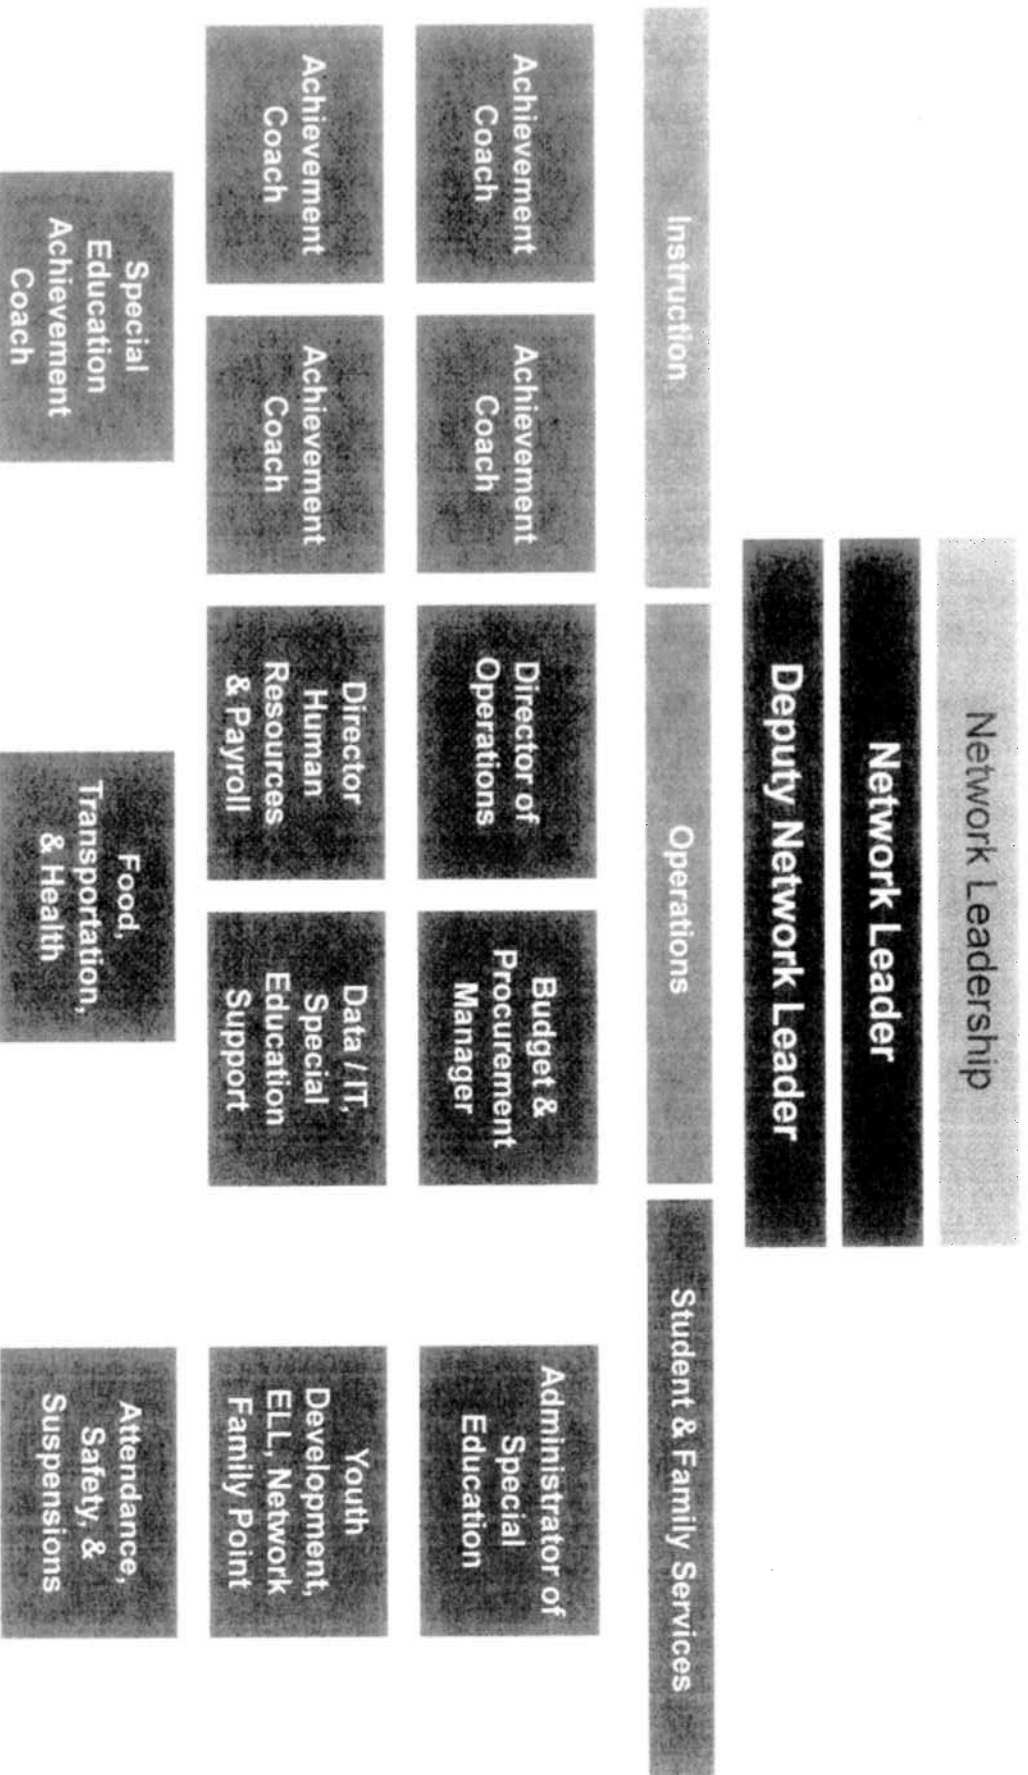 Network Leadership
Network Leader
Deputy Network Leader
Instruction
Operations
Student & Family Services
Achievement
Coach
Achievement
Coach
Director of
Operations
Budget &
Procurement
Manager
Administrator of
Special
Education
Achievement
Coach
Achievement
Coach
Director
Human
Resources
& Payroll
Data / IT,
Special
Education
Support
Youth
Development,
ELL, Network
Family Point
Special
Education
Achievement
Coach
Food,
Transportation,
& Health
Attendance,
Safety, &
Suspensions